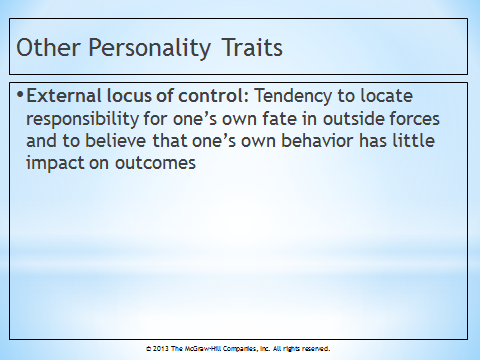 Other Personality Traits
•External locus of control: Tendency to locate
responsibility for one’s own fate in outside forces
and to believe that one’s own behavior has little
impact on outcomes
© 2013 The McGraw-Hill Companies, Inc. All rights reserved.